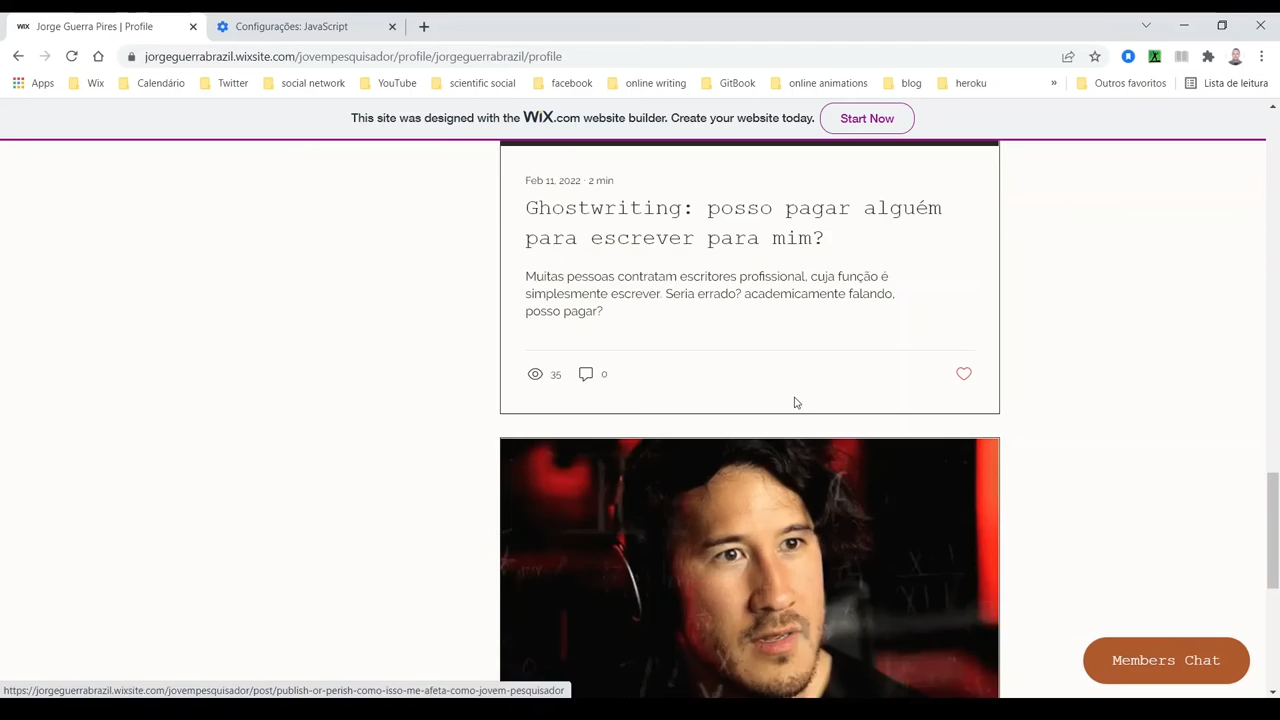 WIX Jorge Guerra Pires | Profile
Configurações: JavaScript
jorgeguerrabrazil.wixsite.com/jovempesquisador/profile/jorgeguerrabrazil/profile
Apps Wix Calendário Twitter social network YouTube scientific social facebook online writing GitBook online animations blog heroku » Outros favoritos Lista de leitura
This site was designed with the WiX.com website builder. Create your website today. Start Now
Feb 11, 2022 · 2 min
Ghostwriting: posso pagar alguém
para escrever para mim?
Muitas pessoas contratam escritores profissional, cuja função é
simplesmente escrever. Seria errado? academicamente falando,
posso pagar?
35 0
Members Chat
https://jorgeguerrabrazil.wixsite.com/jovempesquisador/post/publish-or-perish-como-isso-me-afeta-como-jovem-pesquisador